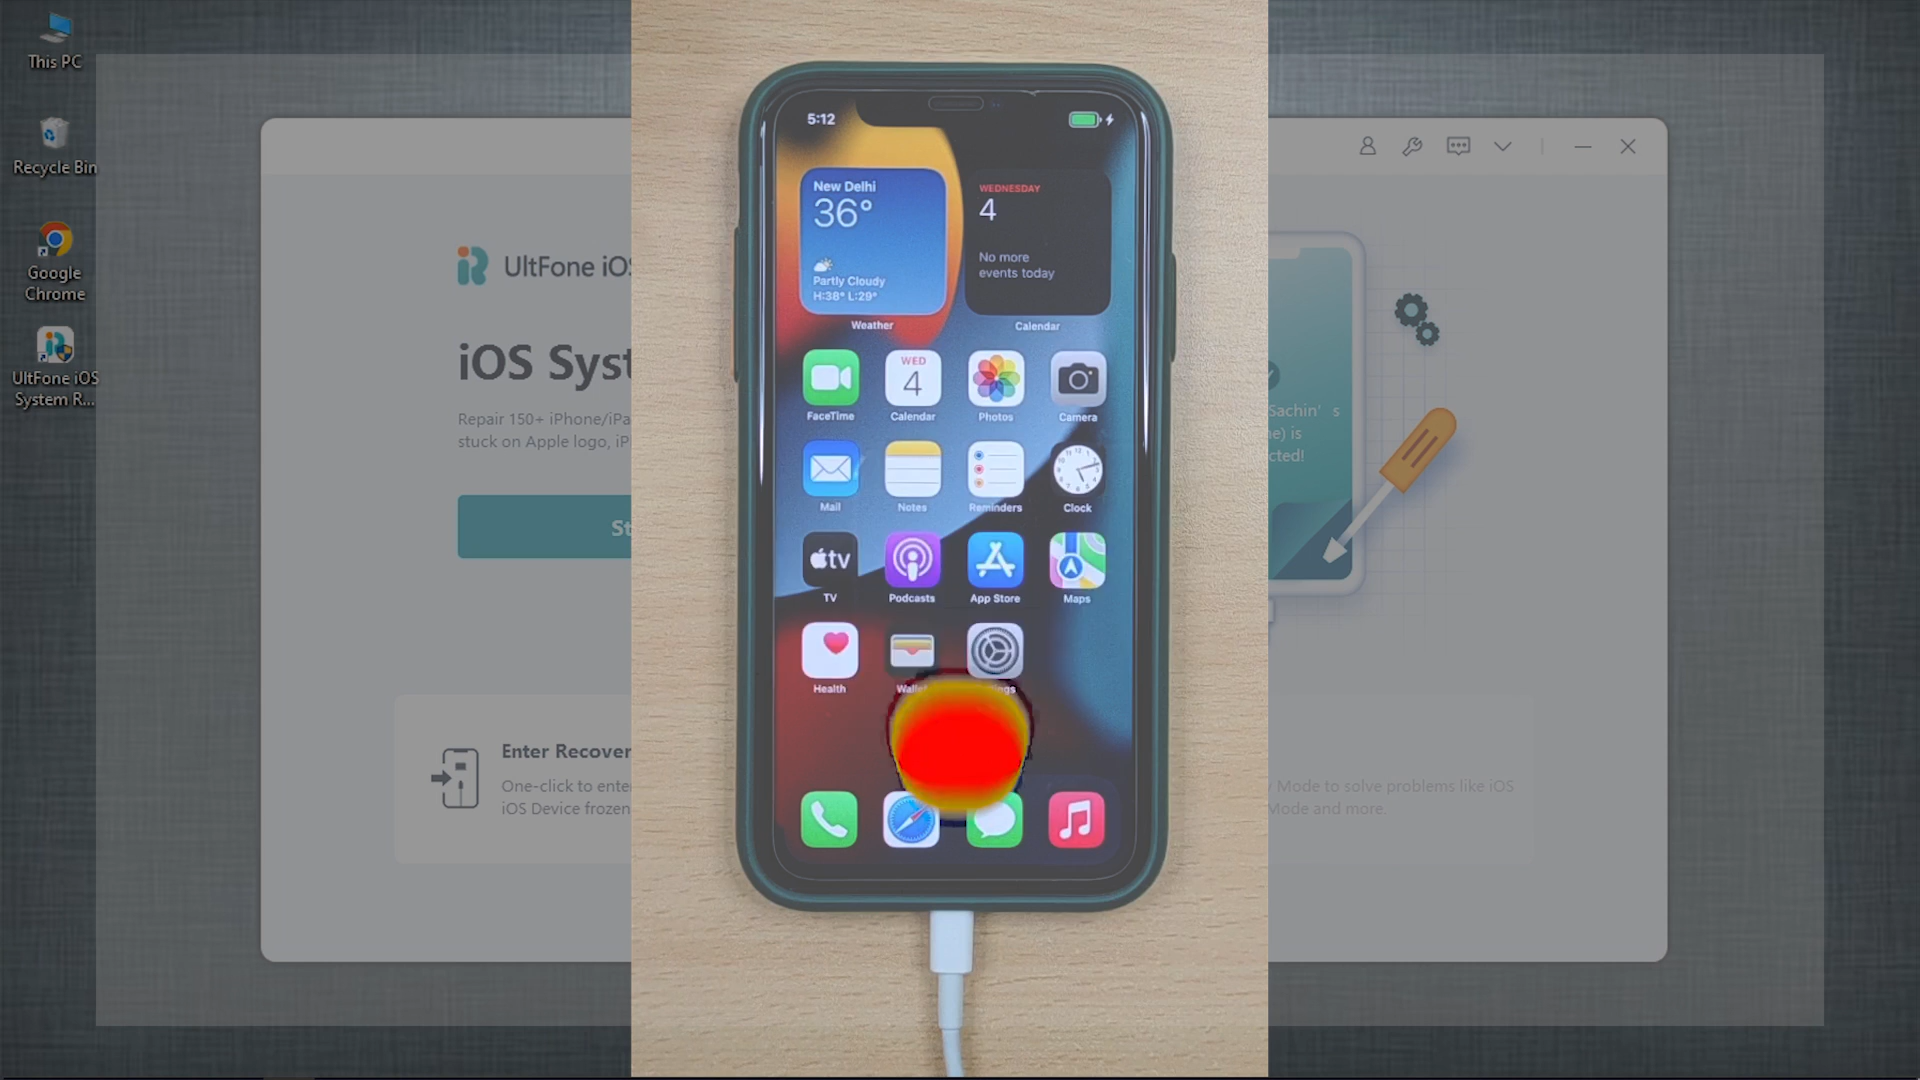 This PC
Recycle Bin
Google
Chrome
UltFone iOS
System R...
UltFone iOS
iOS Syst
Repair 150+ iPhone/iPa
stuck on Apple logo, iP
St
Enter Recover
One-click to ente
iOS Device frozen
5:12
New Delhi
36°
Partly Cloudy
H:38° L:29°
Weather
WEDNESDAY
4
No more
events today
Calendar
FaceTime
WED
4
Calendar
Photos
Camera
Mail
Notes
Reminders
Clock
tv
TV
Podcasts
App Store
Maps
Health
Sachin's
ne) is
cted!
y Mode to solve problems like iOS
Mode and more.